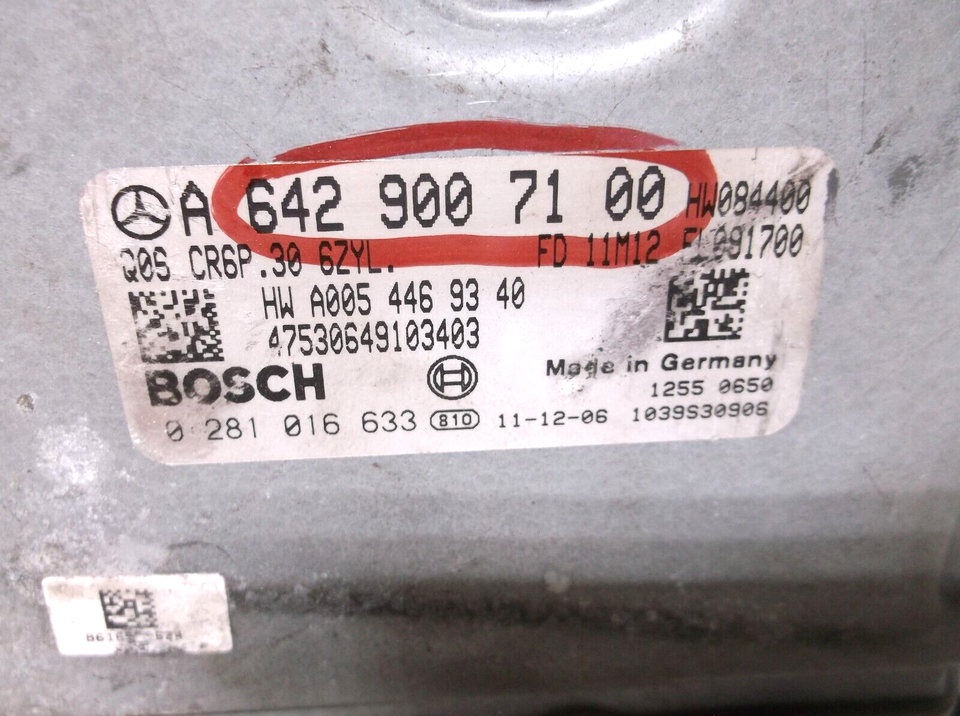 A 642 900 71 00 HW084400
Q0S CR6P.30 6ZYL. FD 11M12 FL091700
HW A005 446 93 40
47530649103403
BOSCH Made in Germany
1255 0650
0 281 016 633 810 11-12-06 1039S30906